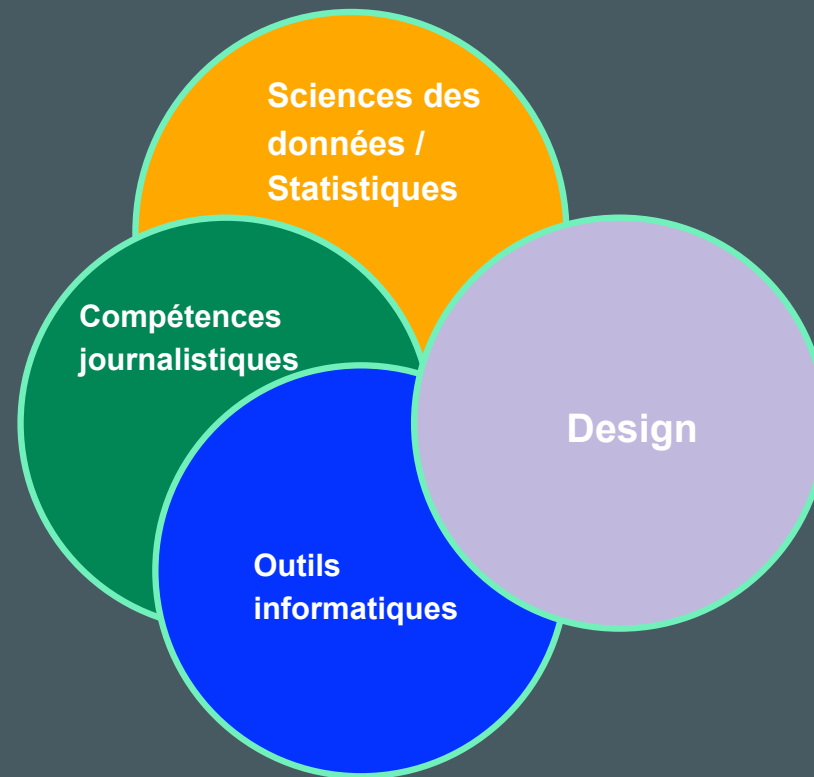 Sciences des
données /
Statistiques
Compétences
journalistiques
Design
Outils
informatiques